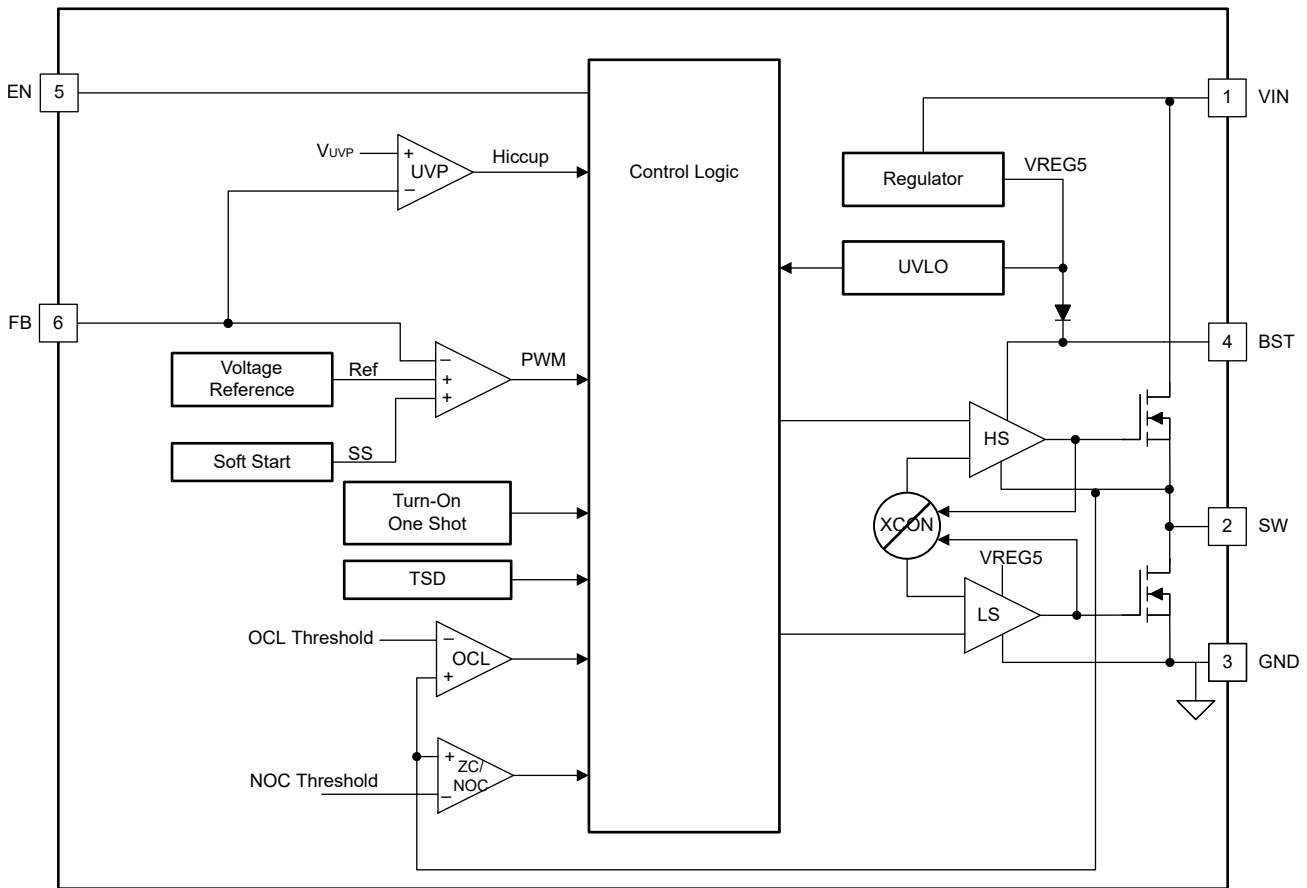 EN
5
1
VIN
VUVP
+
UVP
−
Hiccup
Control Logic
Regulator
VREG5
UVLO
FB
6
4
BST
Voltage
Reference
Ref
−
+
+
PWM
Soft Start
SS
HS
Turn-On
One Shot
XCON
2
SW
TSD
VREG5
LS
OCL Threshold
−
OCL
+
3
GND
NOC Threshold
+
ZC/
NOC
−